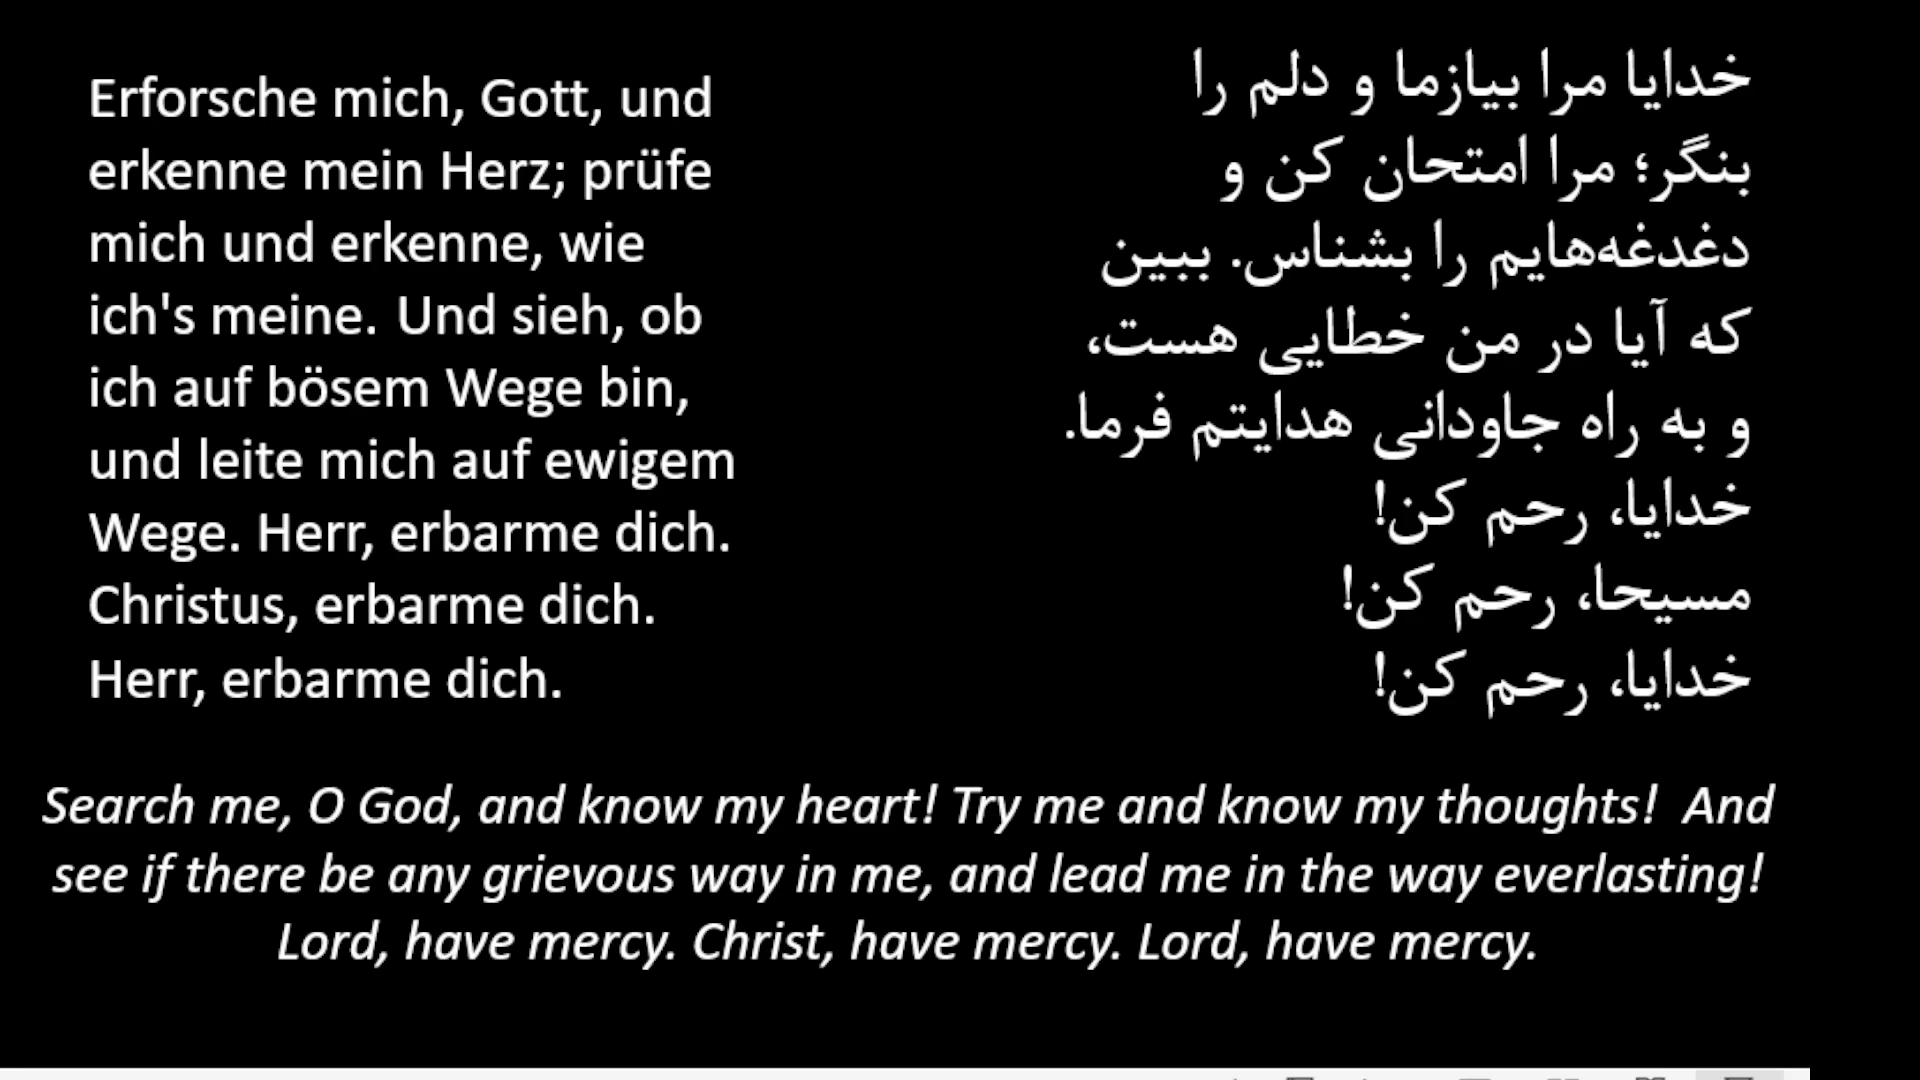 Erforsche mich, Gott, und
erkenne mein Herz; prüfe
mich und erkenne, wie
ich's meine. Und sieh, ob
ich auf bösem Wege bin,
und leite mich auf ewigem
Wege. Herr, erbarme dich.
Christus, erbarme dich.
Herr, erbarme dich.
خدایا مرا بیازما و دلم را
بنگر؛ مرا امتحان کن و
دغدغه‌هایم را بشناس. ببین
که آیا در من خطایی هست،
و به راه جاودانی هدایتم فرما.
خدایا، رحم کن!
مسیحا، رحم کن!
خدایا، رحم کن!
Search me, O God, and know my heart! Try me and know my thoughts! And
see if there be any grievous way in me, and lead me in the way everlasting!
Lord, have mercy. Christ, have mercy. Lord, have mercy.